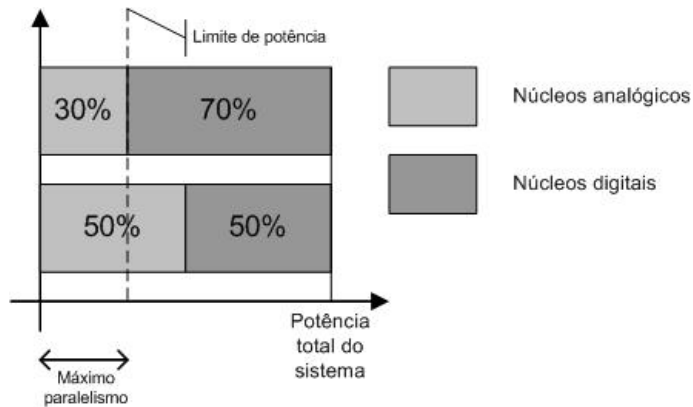 Limite de potência
30%
70%
Núcleos analógicos
Núcleos digitais
50%
50%
Potência
total do
sistema
Máximo
paralelismo